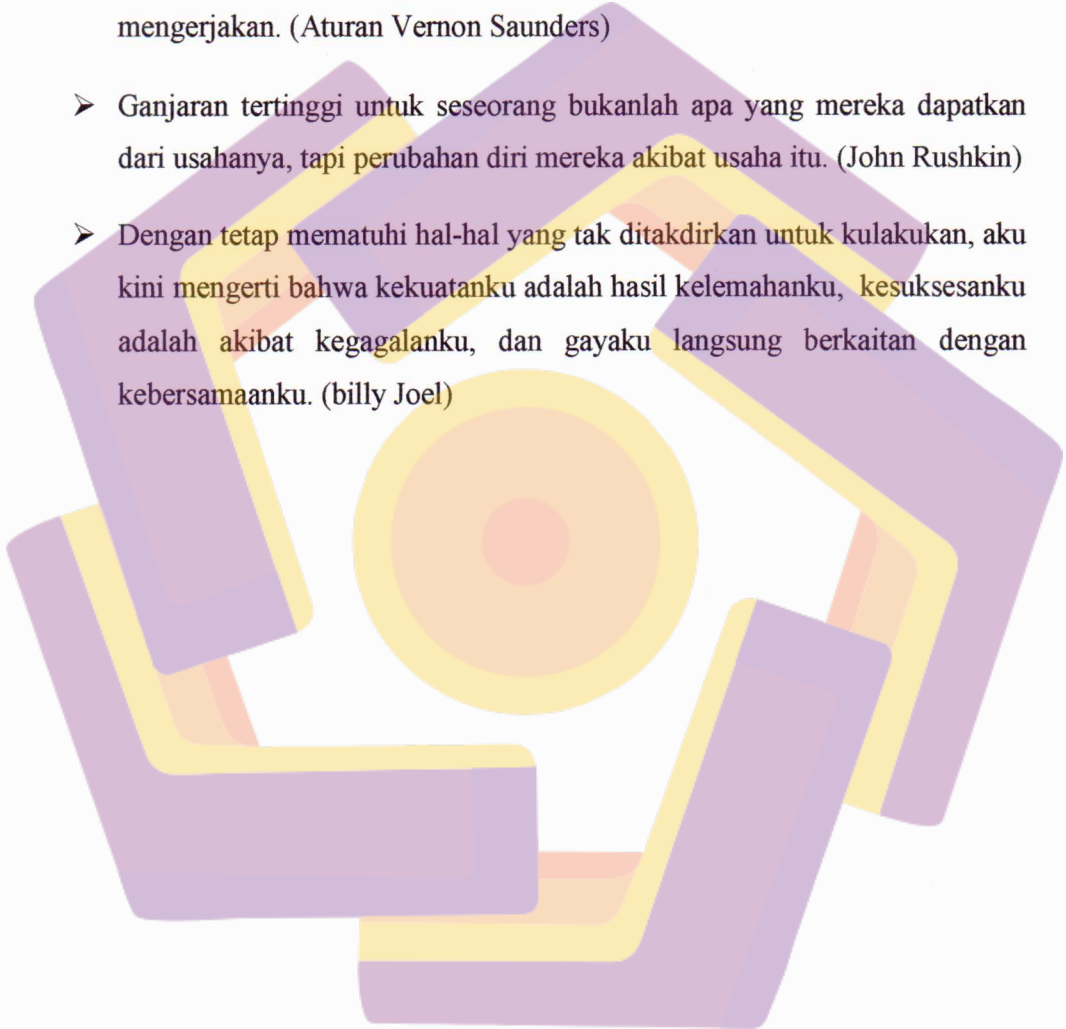 mengerjakan. (Aturan Vernon Saunders)
➢ Ganjaran tertinggi untuk seseorang bukanlah apa yang mereka dapatkan
dari usahanya, tapi perubahan diri mereka akibat usaha itu. (John Rushkin)
➢ Dengan tetap mematuhi hal-hal yang tak ditakdirkan untuk kulakukan, aku
kini mengerti bahwa kekuatanku adalah hasil kelemahanku, kesuksesanku
adalah akibat kegagalanku, dan gayaku langsung berkaitan dengan
kebersamaanku. (billy Joel)